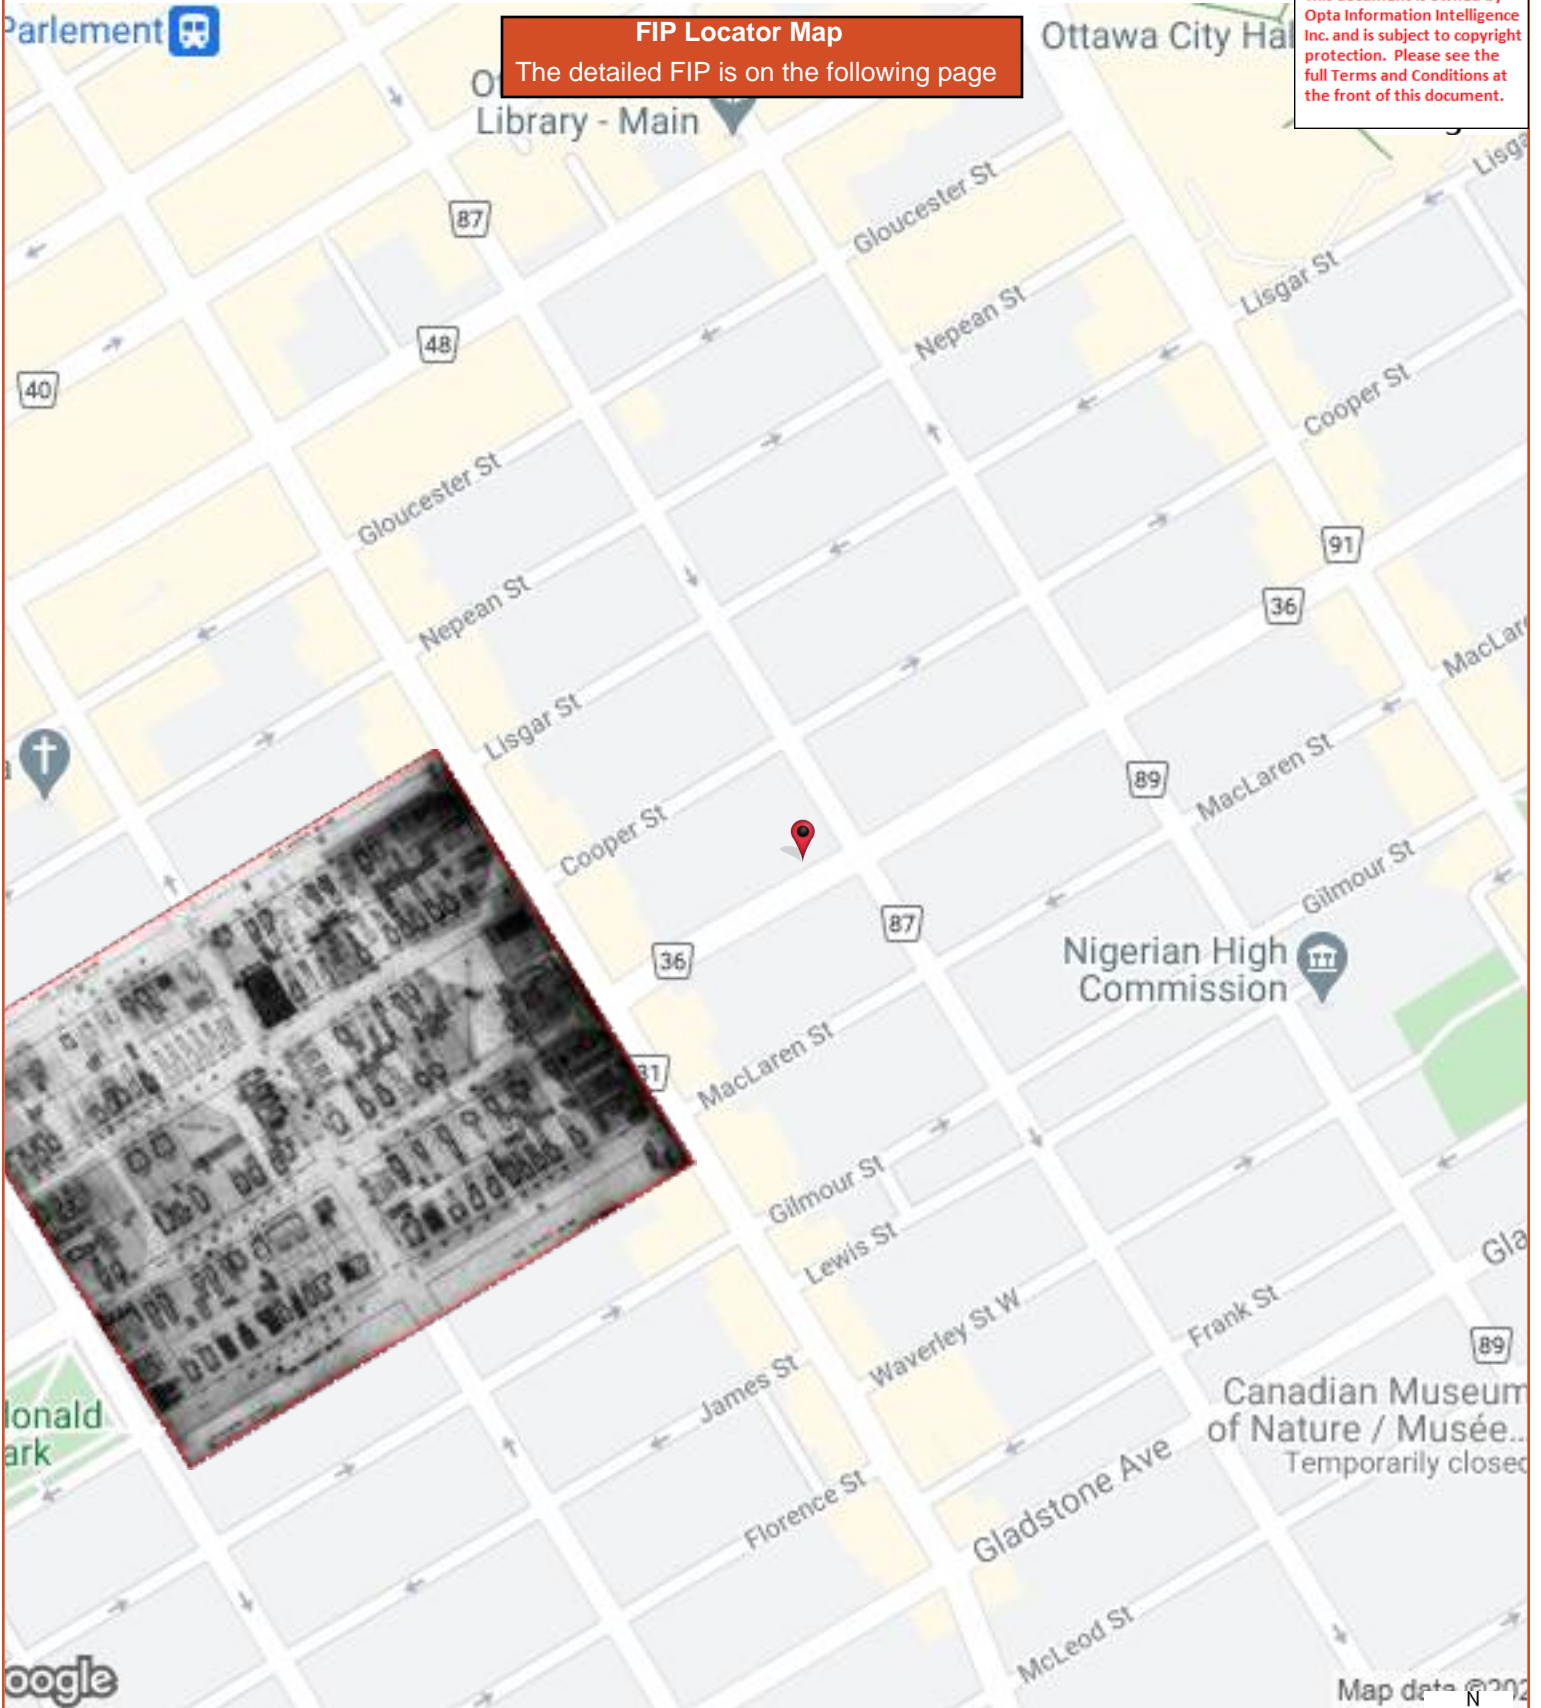 Parlement
FIP Locator Map
The detailed FIP is on the following page
Ottawa City Hal
Opta Information Intelligence
Inc. and is subject to copyright
protection. Please see the
full Terms and Conditions at
the front of this document.
Library - Main
87
Gloucester St
Lisgar St
Nepean St
48
40
Cooper St
Gloucester St
91
36
Nepean St
Lisgar St
MacLaren St
89
Cooper St
Gilmour St
87
36
Nigerian High
Commission
31
MacLaren St
Gilmour St
Lewis St
Waverley St W
Frank St
89
James St
Canadian Museum
of Nature / Musée...
Temporarily closed
Florence St
Gladstone Ave
McLeod St
Map data ©202
N